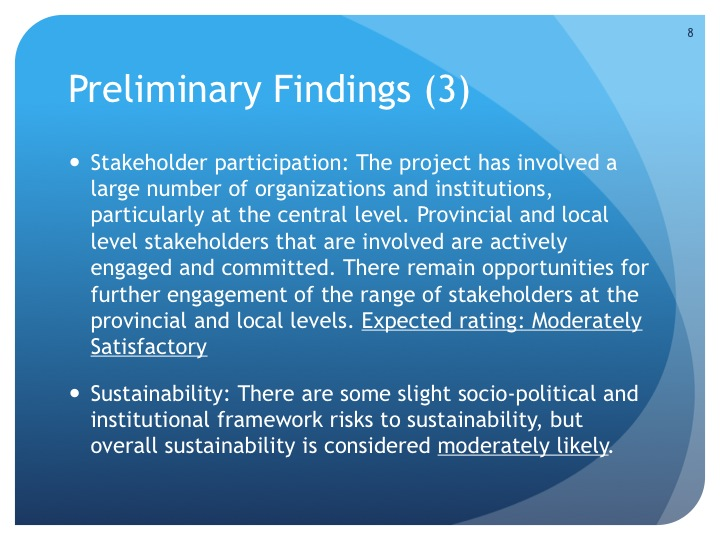 8
Preliminary Findings (3)
• Stakeholder participation: The project has involved a
large number of organizations and institutions,
particularly at the central level. Provincial and local
level stakeholders that are involved are actively
engaged and committed. There remain opportunities for
further engagement of the range of stakeholders at the
provincial and local levels. Expected rating: Moderately
Satisfactory
• Sustainability: There are some slight socio-political and
institutional framework risks to sustainability, but
overall sustainability is considered moderately likely.